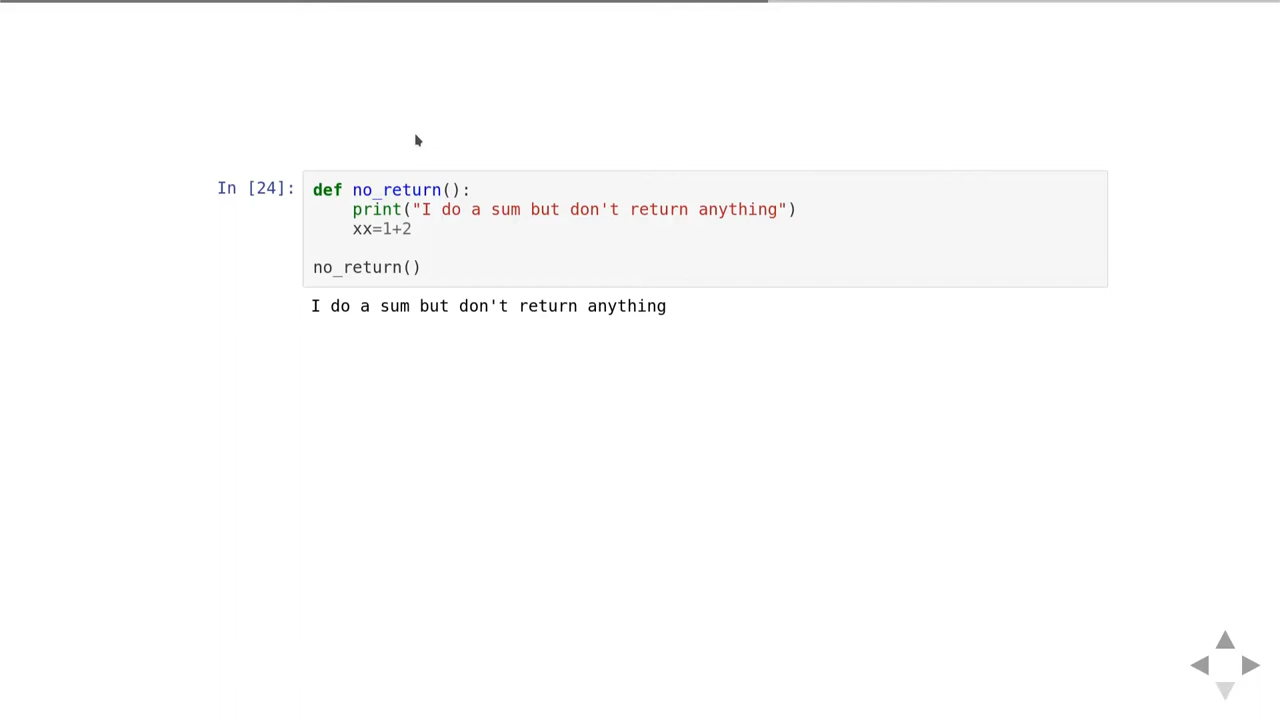 In [24]:
def no_return():
    print("I do a sum but don't return anything")
    xx=1+2
no_return()
I do a sum but don't return anything